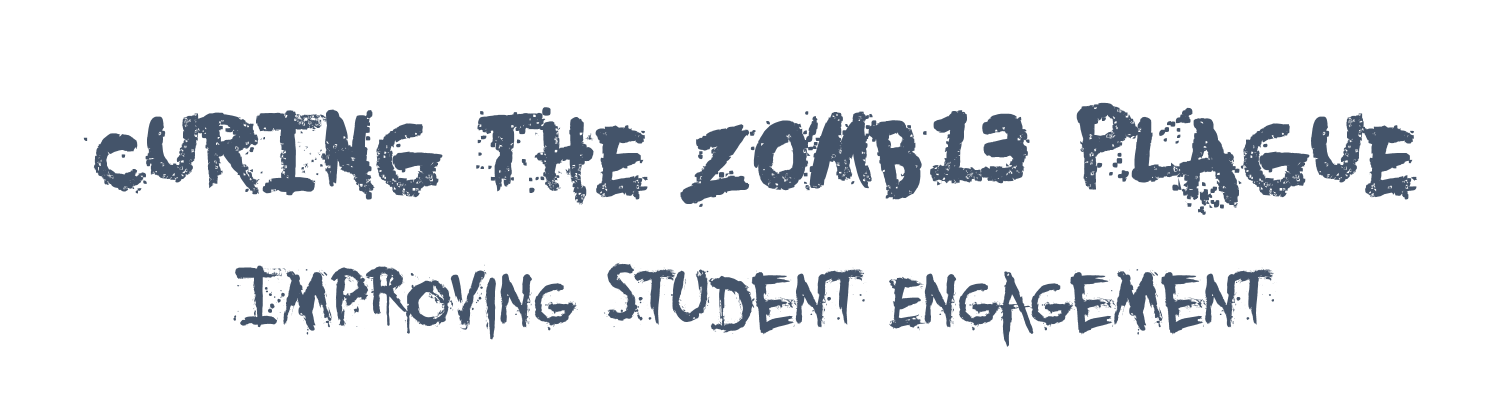 CURING THE ZOMB13 PLAGUE
IMPROVING STUDENT ENGAGEMENT